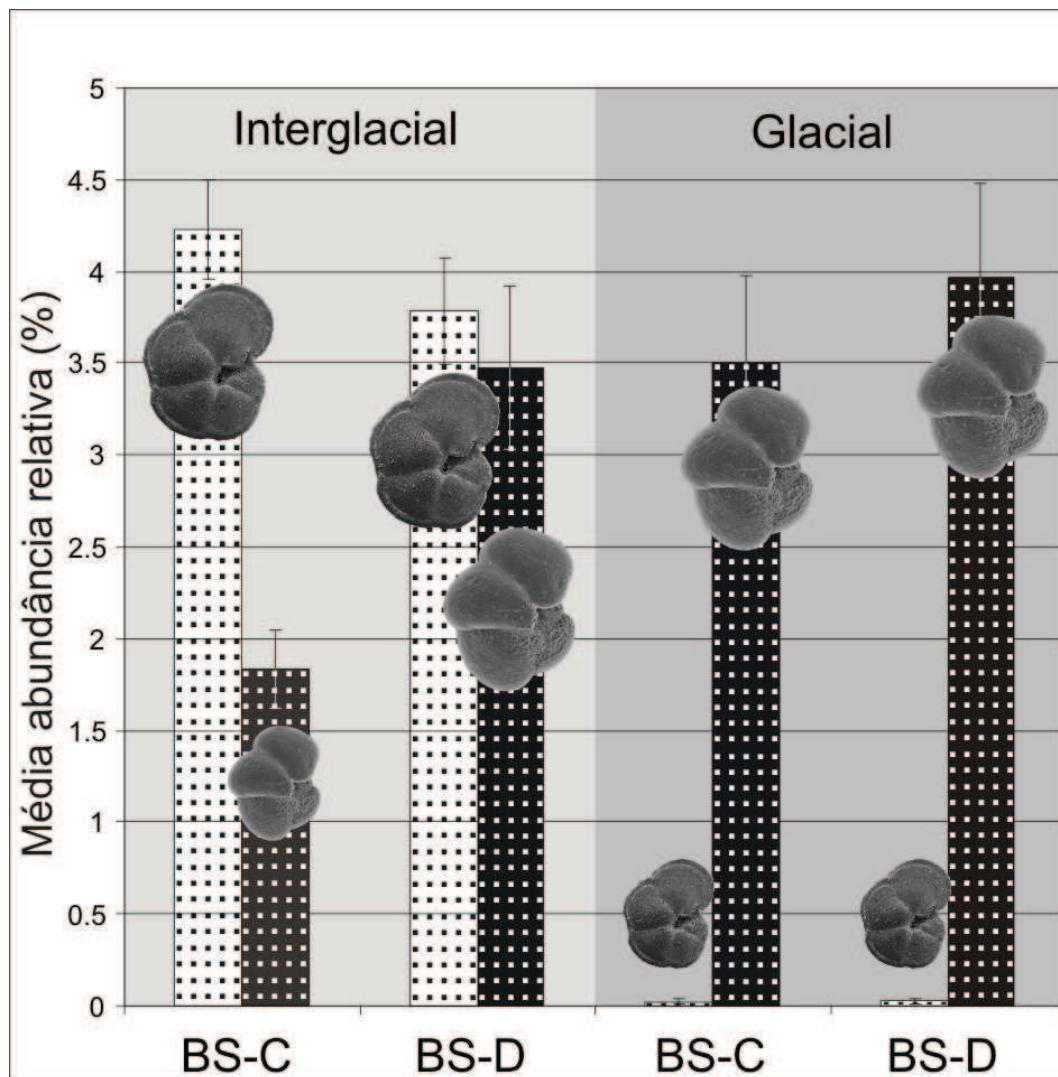 Média abundância relativa (%)
5
4.5
4
3.5
3
2.5
2
1.5
1
0.5
0
Interglacial
Glacial
BS-C
BS-D
BS-C
BS-D